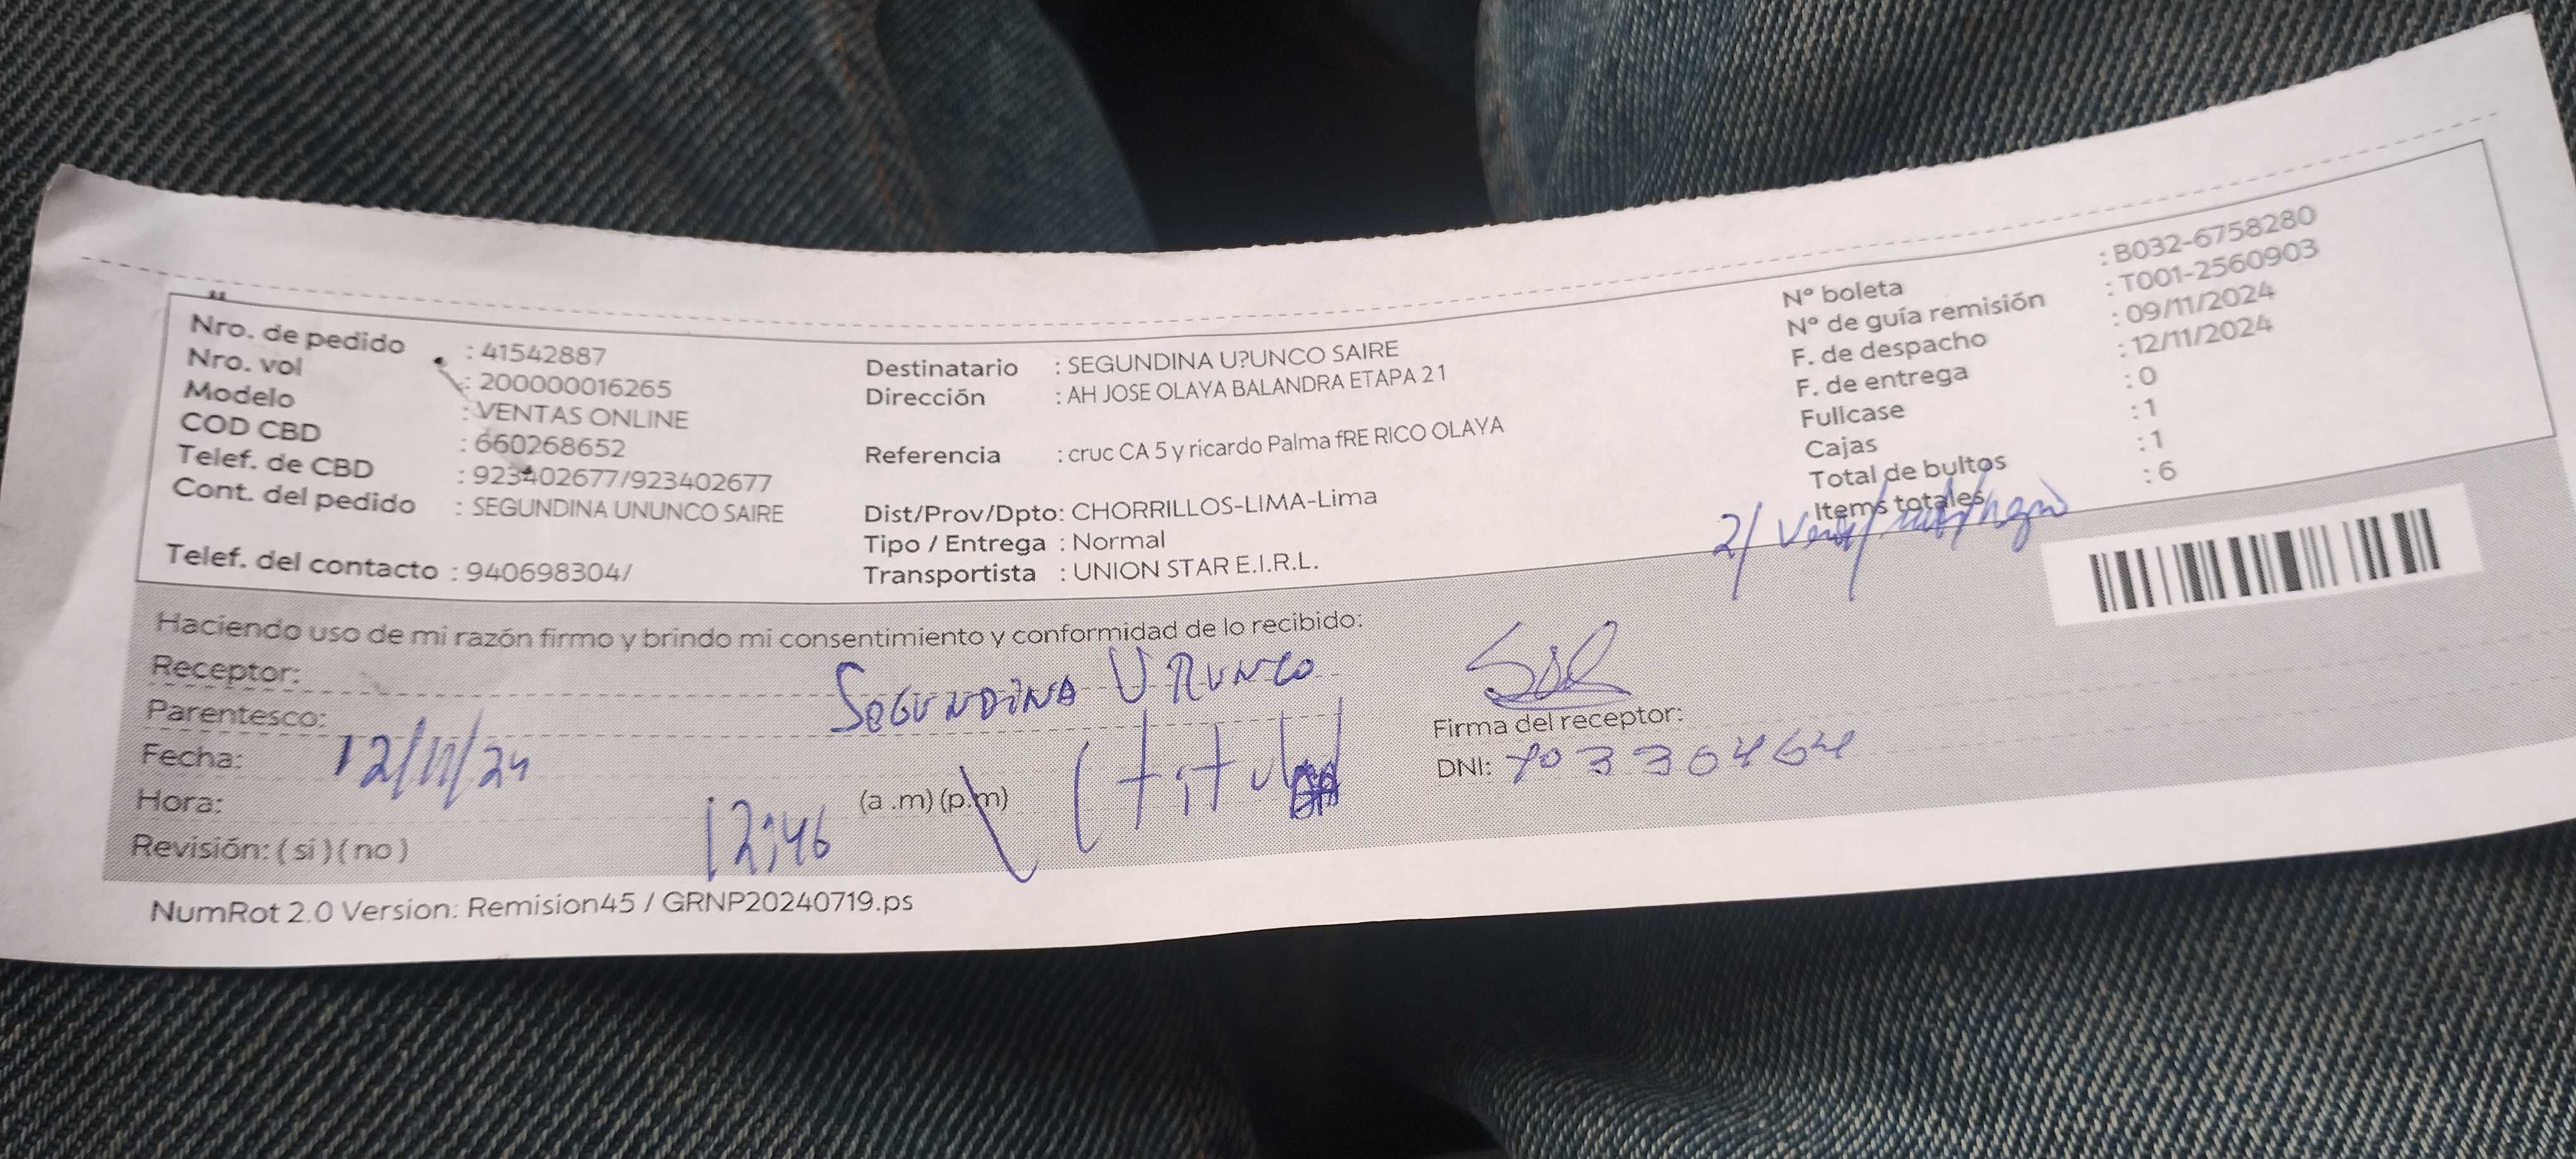 Nro. de pedido : 41542887
Nro. vol : 200000016265
Modelo : VENTAS ONLINE
COD CBD : 660268652
Telef. de CBD : 923402677/923402677
Cont. del pedido : SEGUNDINA UNUNCO SAIRE
Telef. del contacto : 940698304/
Destinatario : SEGUNDINA U?UNCO SAIRE
Dirección : AH JOSE OLAYA BALANDRA ETAPA 21
Referencia : cruc CA 5 y ricardo Palma fRE RICO OLAYA
Dist/Prov/Dpto: CHORRILLOS-LIMA-Lima
Tipo / Entrega : Normal
Transportista : UNION STAR E.I.R.L.
N° boleta : B032-6758280
N° de guía remisión : T001-2560903
F. de despacho : 09/11/2024
F. de entrega : 12/11/2024
Fullcase : 0
Cajas : 1
Total de bultos : 1
Items totales : 6
2/
Haciendo uso de mi razón firmo y brindo mi consentimiento y conformidad de lo recibido:
Receptor: SEGUNDINA URUNCO
Parentesco:
Fecha: 12/11/24
Hora: 12:46 (a .m) (p.m) (titular
Revisión: ( si ) ( no )
Firma del receptor:
DNI:
NumRot 2.0 Version: Remision45 / GRNP20240719.ps